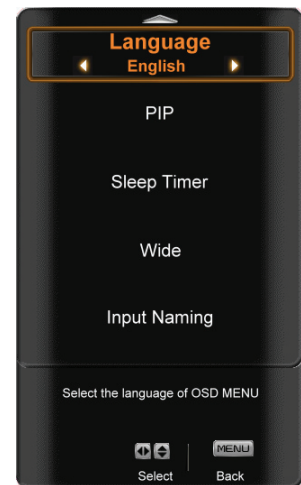 Language
English
PIP
Sleep Timer
Wide
Input Naming
Select the language of OSD MENU
MENU
Select Back